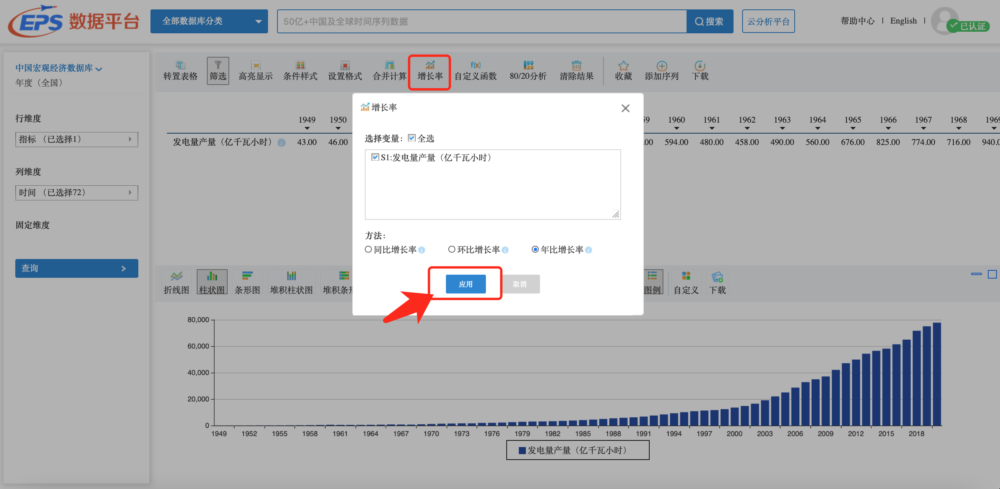 EPS 数据平台
全部数据库分类
50亿+中国及全球时间序列数据
搜索
云分析平台
帮助中心 | English |
已认证
中国宏观经济数据库
年度（全国）
行维度
指标 （已选择1）
列维度
时间 （已选择72）
固定维度
查询
转置表格 筛选 高亮显示 条件样式 设置格式 合并计算 增长率 自定义函数 80/20分析 清除结果 收藏 添加序列 下载
1949 1950 59 1960 1961 1962 1963 1964 1965 1966 1967 1968 1969
发电量产量（亿千瓦小时） 43.00 46.00 .00 594.00 480.00 458.00 490.00 560.00 676.00 825.00 774.00 716.00 940.0
增长率
选择变量： 全选
S1:发电量产量（亿千瓦小时）
方法：
同比增长率 环比增长率 年比增长率
应用 取消
折线图 柱状图 条形图 堆积柱状图 堆积条形 图例 自定义 下载
80,000
60,000
40,000
20,000
0
1949 1952 1955 1958 1961 1964 1967 1970 1973 1976 1979 1982 1985 1988 1991 1994 1997 2000 2003 2006 2009 2012 2015 2018
发电量产量（亿千瓦小时）